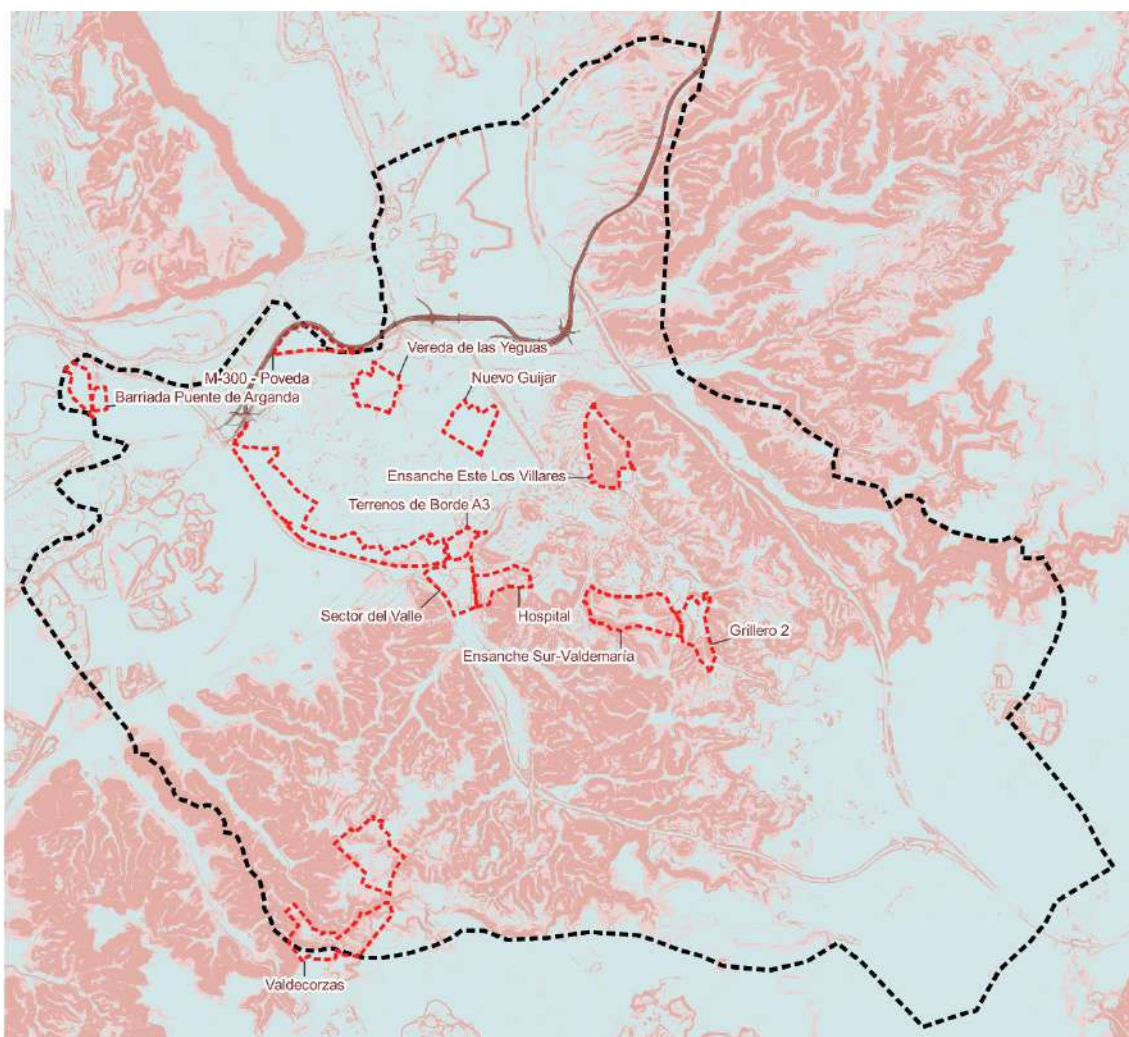 Vereda de las Yeguas
M-300 - Poveda
Nuevo Guijar
Barriada Puente de Arganda
Ensanche Este Los Villares
Terrenos de Borde A3
Sector del Valle
Hospital
Grillero 2
Ensanche Sur-Valdemaría
Valdecorzas